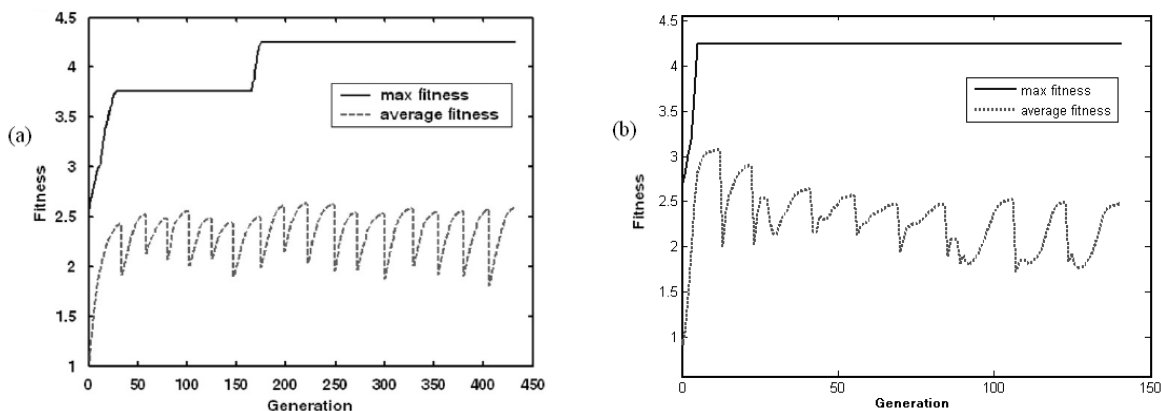 (a)
4.5
4
3.5
3
2.5
2
1.5
1
Fitness
max fitness
average fitness
0 50 100 150 200 250 300 350 400 450
Generation
(b)
4.5
4
3.5
3
2.5
2
1.5
1
Fitness
max fitness
average fitness
0 50 100 150
Generation